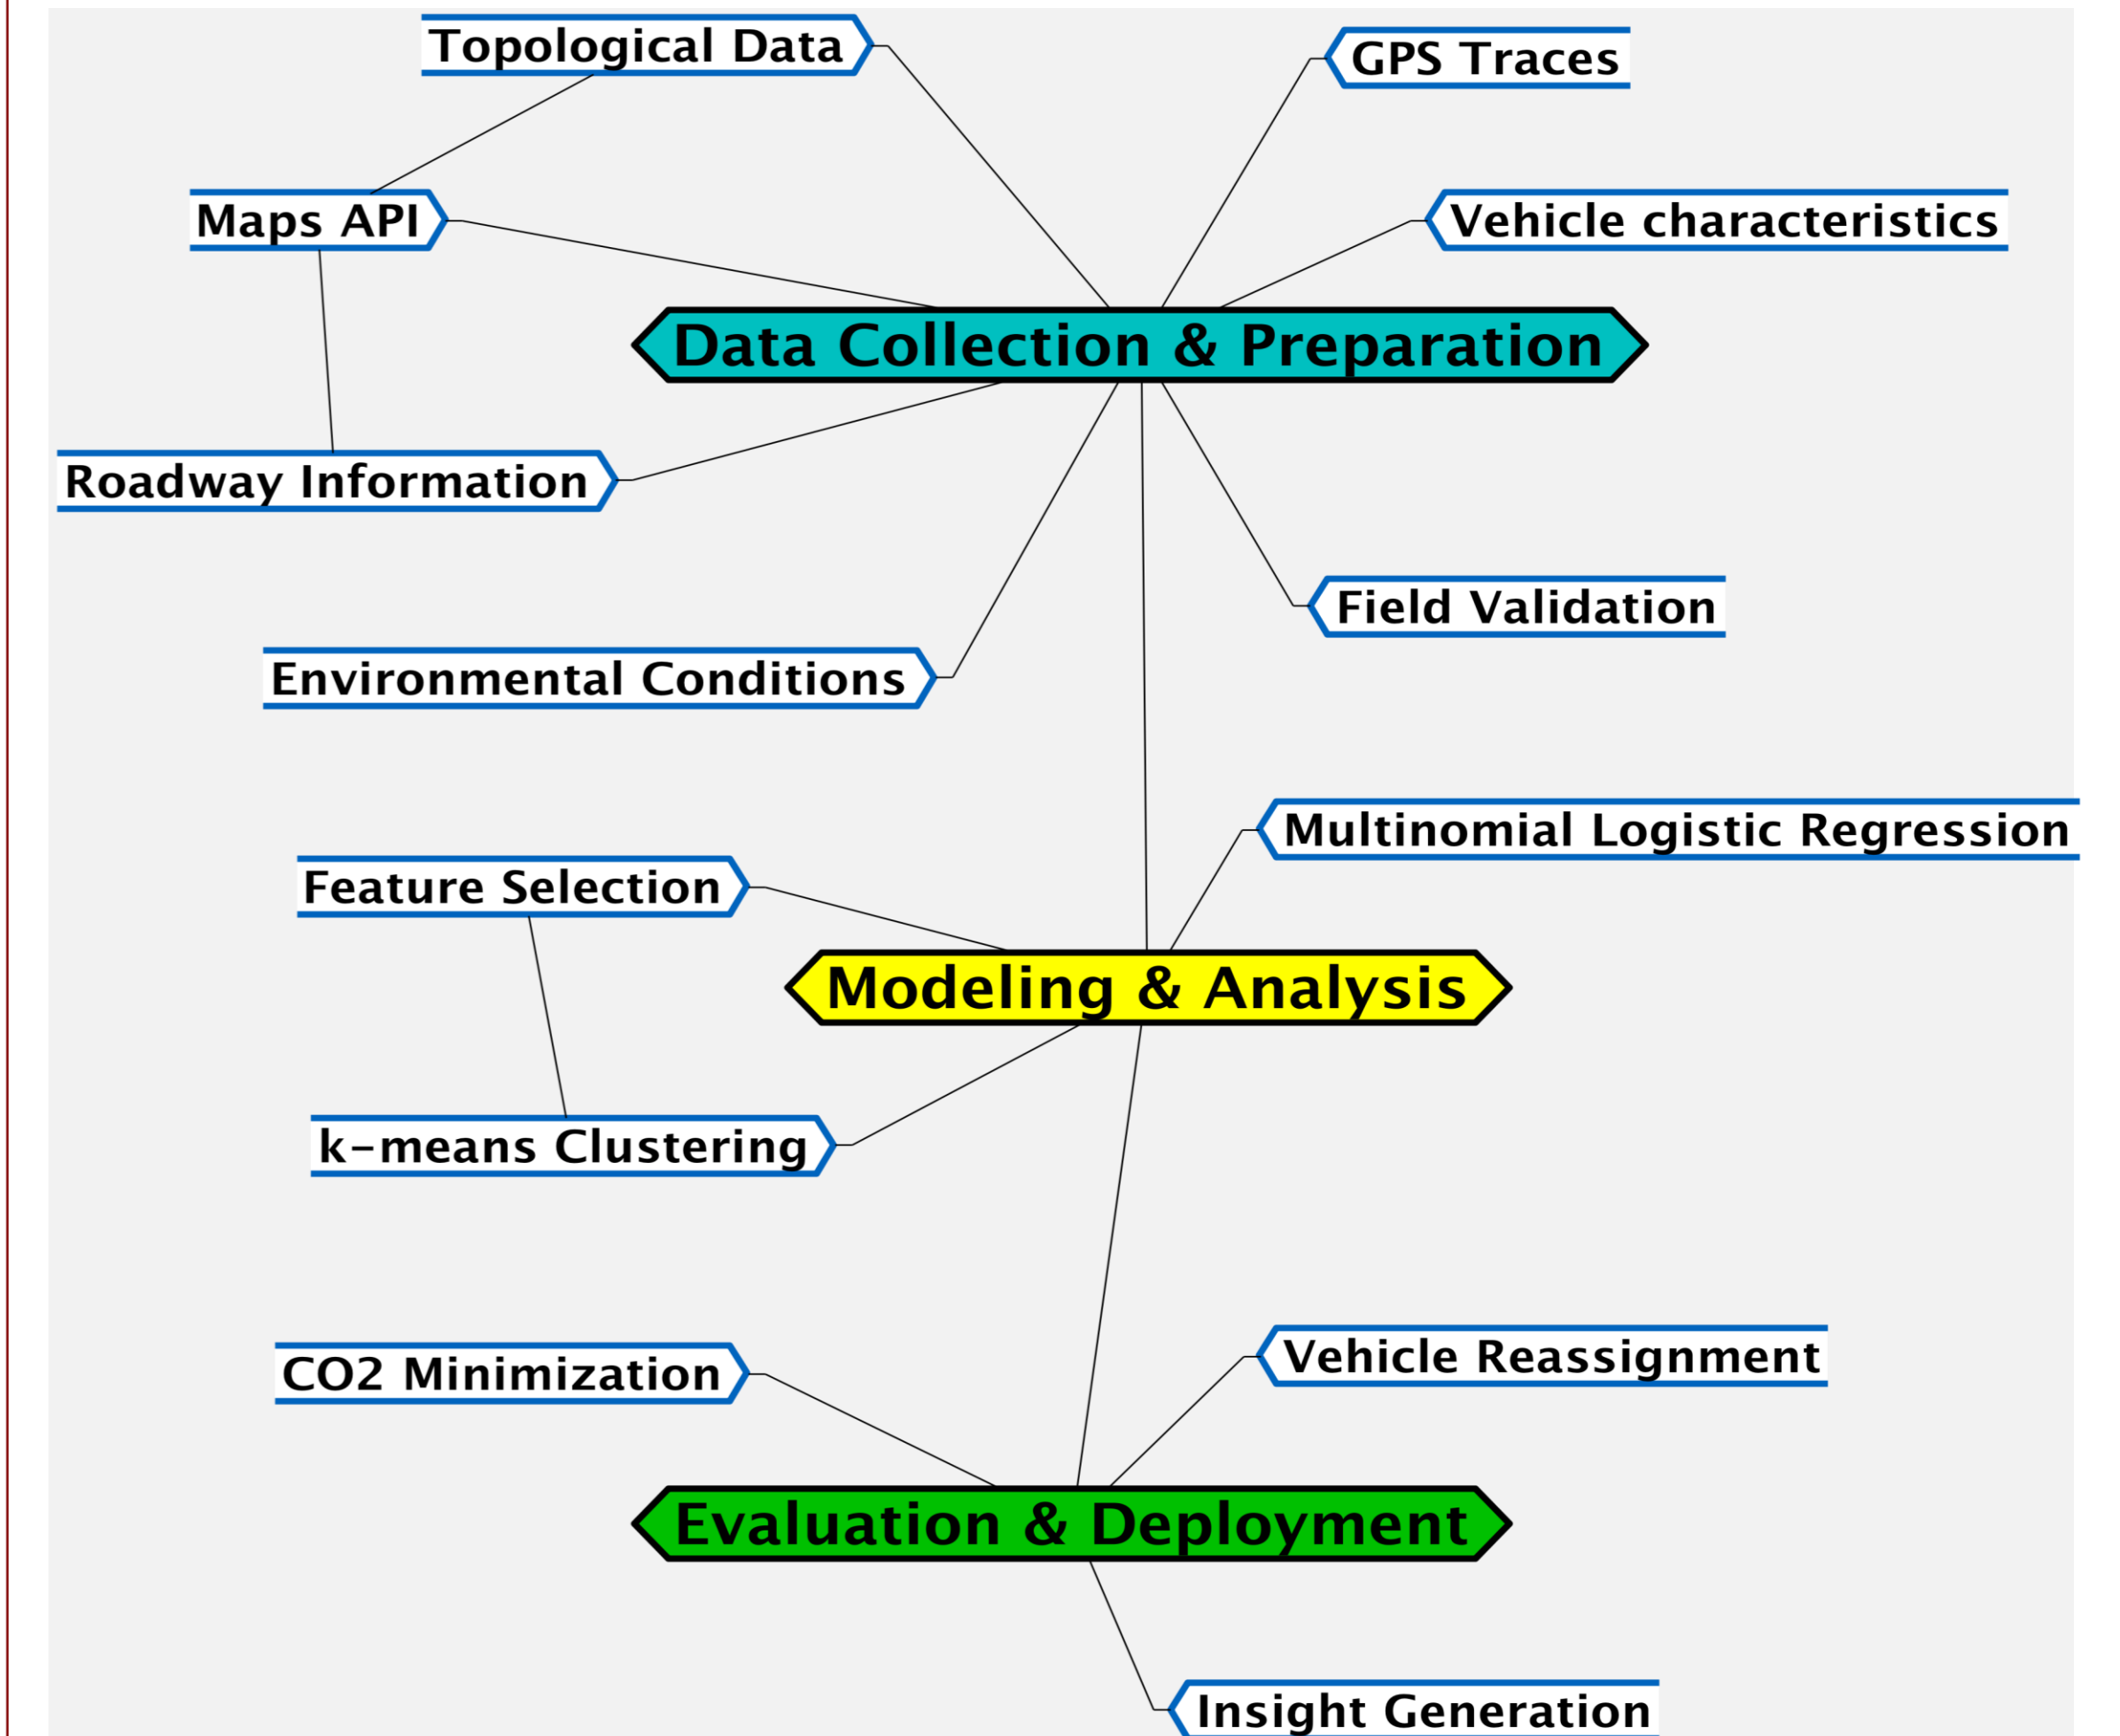 Topological Data
GPS Traces
Maps API
Vehicle characteristics
Data Collection & Preparation
Roadway Information
Field Validation
Environmental Conditions
Multinomial Logistic Regression
Feature Selection
Modeling & Analysis
k-means Clustering
Vehicle Reassignment
CO2 Minimization
Evaluation & Deployment
Insight Generation